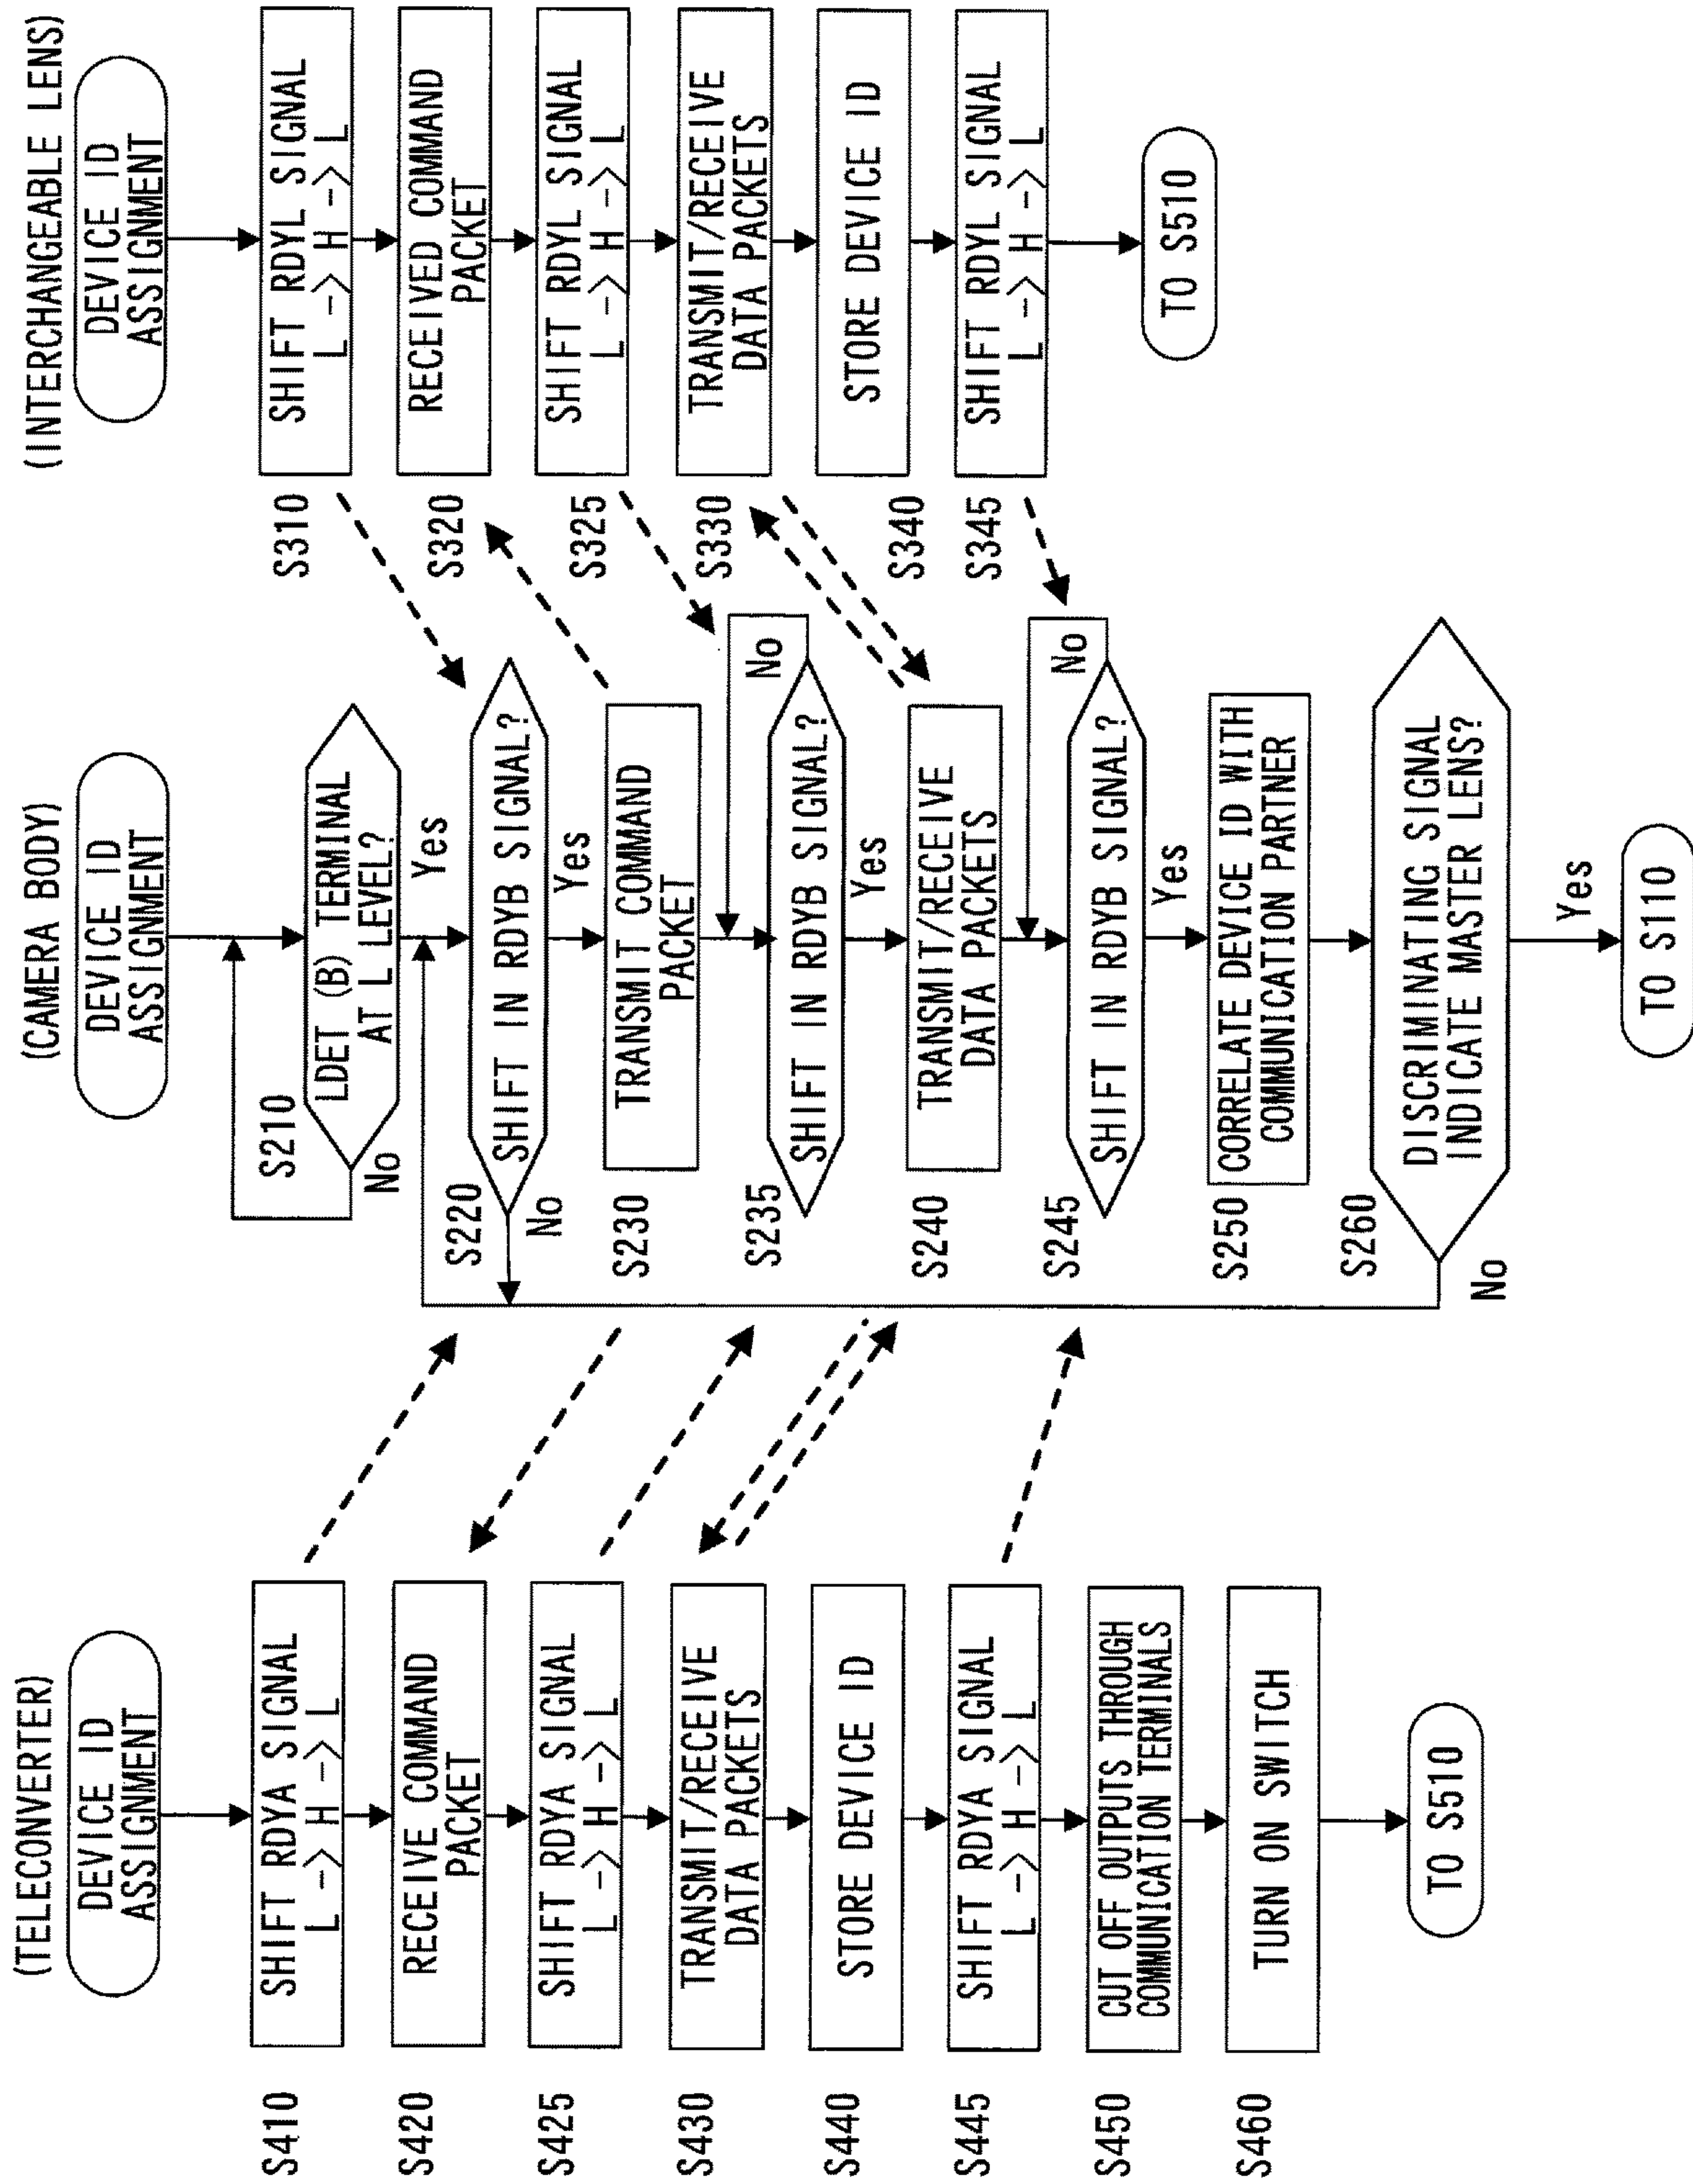 (TELECONVERTER)
DEVICE ID
ASSIGNMENT
S410
SHIFT RDYA SIGNAL
L -> H -> L
S420
RECEIVE COMMAND
PACKET
S425
SHIFT RDYA SIGNAL
L -> H -> L
S430
TRANSMIT/RECEIVE
DATA PACKETS
S440
STORE DEVICE ID
S445
SHIFT RDYA SIGNAL
L -> H -> L
S450
CUT OFF OUTPUTS THROUGH
COMMUNICATION TERMINALS
S460
TURN ON SWITCH
TO S510
(CAMERA BODY)
DEVICE ID
ASSIGNMENT
S210
LDET (B) TERMINAL
AT L LEVEL?
No
Yes
S220
SHIFT IN RDYB SIGNAL?
No
Yes
S230
TRANSMIT COMMAND
PACKET
S235
SHIFT IN RDYB SIGNAL?
No
Yes
S240
TRANSMIT/RECEIVE
DATA PACKETS
S245
SHIFT IN RDYB SIGNAL?
No
Yes
S250
CORRELATE DEVICE ID WITH
COMMUNICATION PARTNER
S260
DISCRIMINATING SIGNAL
INDICATE MASTER LENS?
No
Yes
TO S110
(INTERCHANGEABLE LENS)
DEVICE ID
ASSIGNMENT
S310
SHIFT RDYL SIGNAL
L -> H -> L
S320
RECEIVED COMMAND
PACKET
S325
SHIFT RDYL SIGNAL
L -> H -> L
S330
TRANSMIT/RECEIVE
DATA PACKETS
S340
STORE DEVICE ID
S345
SHIFT RDYL SIGNAL
L -> H -> L
TO S510